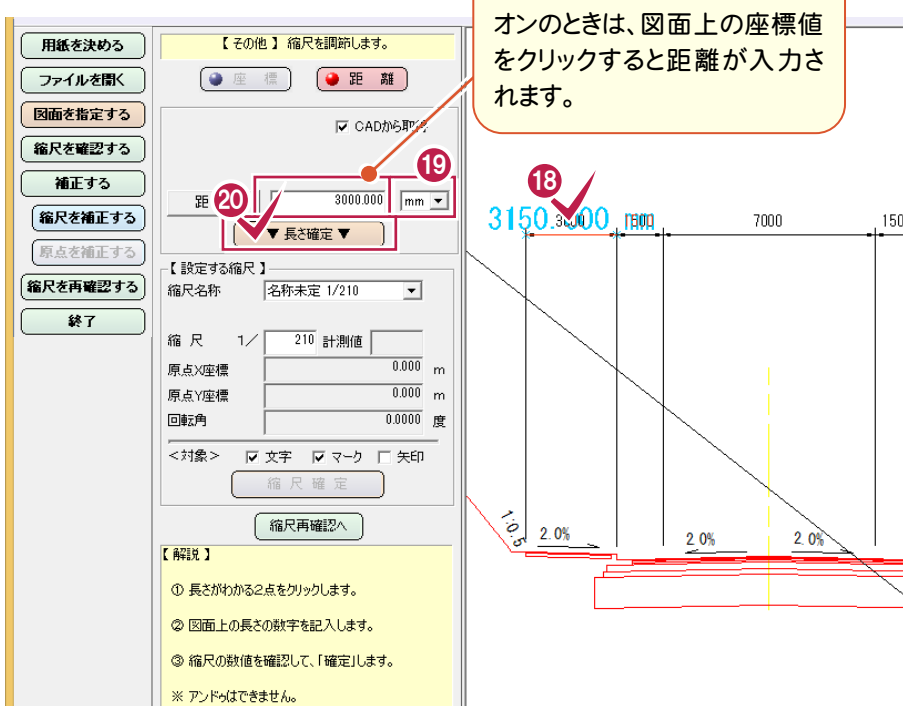 オンのときは、図面上の座標値
をクリックすると距離が入力さ
れます。
用紙を決める
ファイルを開く
図面を指定する
縮尺を確認する
補正する
縮尺を補正する
原点を補正する
縮尺を再確認する
終了
【 その他 】 縮尺を調節します。
座 標
距 離
CADから取得
19
距
20
3000.000
mm
▼ 長さ確定 ▼
【 設定する縮尺 】
縮尺名称
名称未定 1/210
縮 尺 1/ 210 計測値
原点X座標 0.000 m
原点Y座標 0.000 m
回転角 0.0000 度
<対象> 文字 マーク 矢印
縮 尺 確 定
縮尺再確認へ
【 解説 】
① 長さがわかる2点をクリックします。
② 図面上の長さの数字を記入します。
③ 縮尺の数値を確認して、「確定」します。
※ アンドゥはできません。
18
3150.000 mm
3000
7000
150
1:0.5
2.0%
2.0%
2.0%